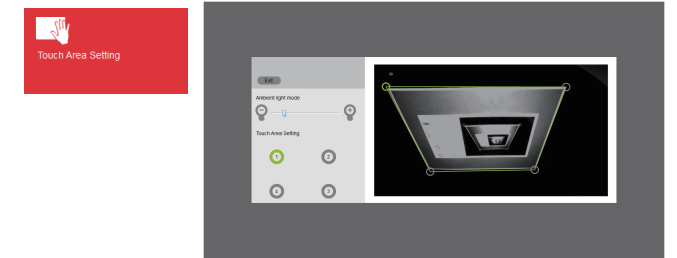 Touch Area Setting
Exit
Ambient light mode
Touch Area Setting
1
2
4
3